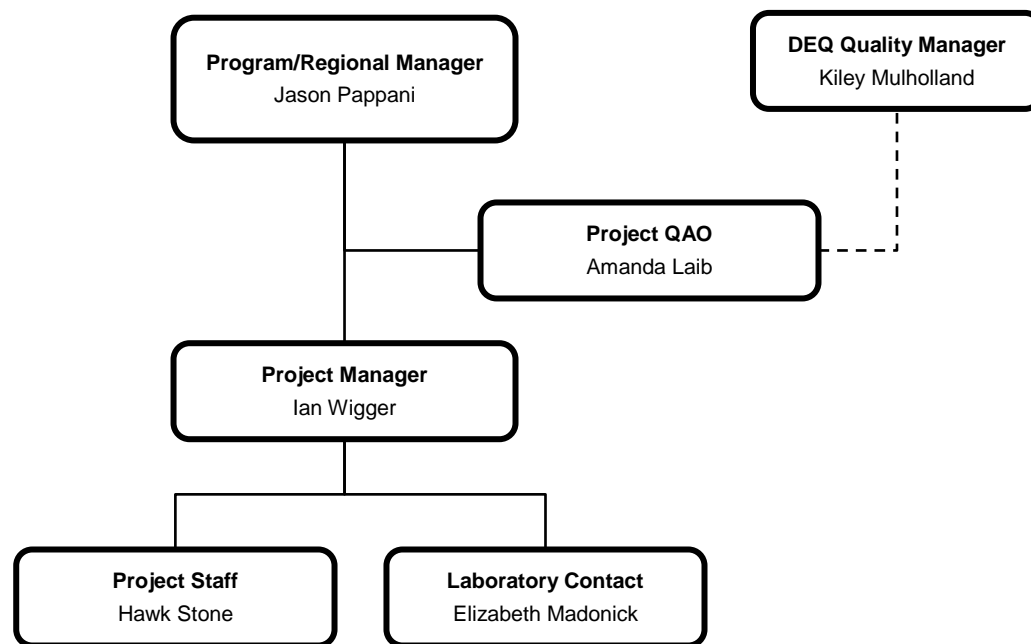 Program/Regional Manager
Jason Pappani
DEQ Quality Manager
Kiley Mulholland
Project QAO
Amanda Laib
Project Manager
Ian Wigger
Project Staff
Hawk Stone
Laboratory Contact
Elizabeth Madonick